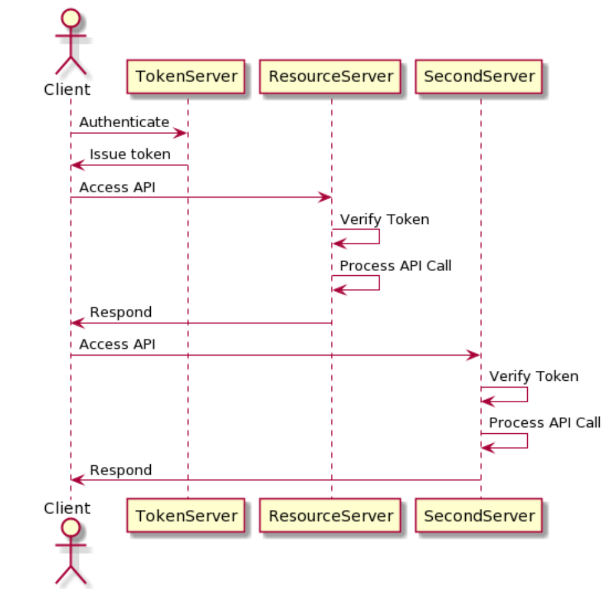 Client
TokenServer
ResourceServer
SecondServer
Authenticate
Issue token
Access API
Verify Token
Process API Call
Respond
Access API
Verify Token
Process API Call
Respond
Client
TokenServer
ResourceServer
SecondServer